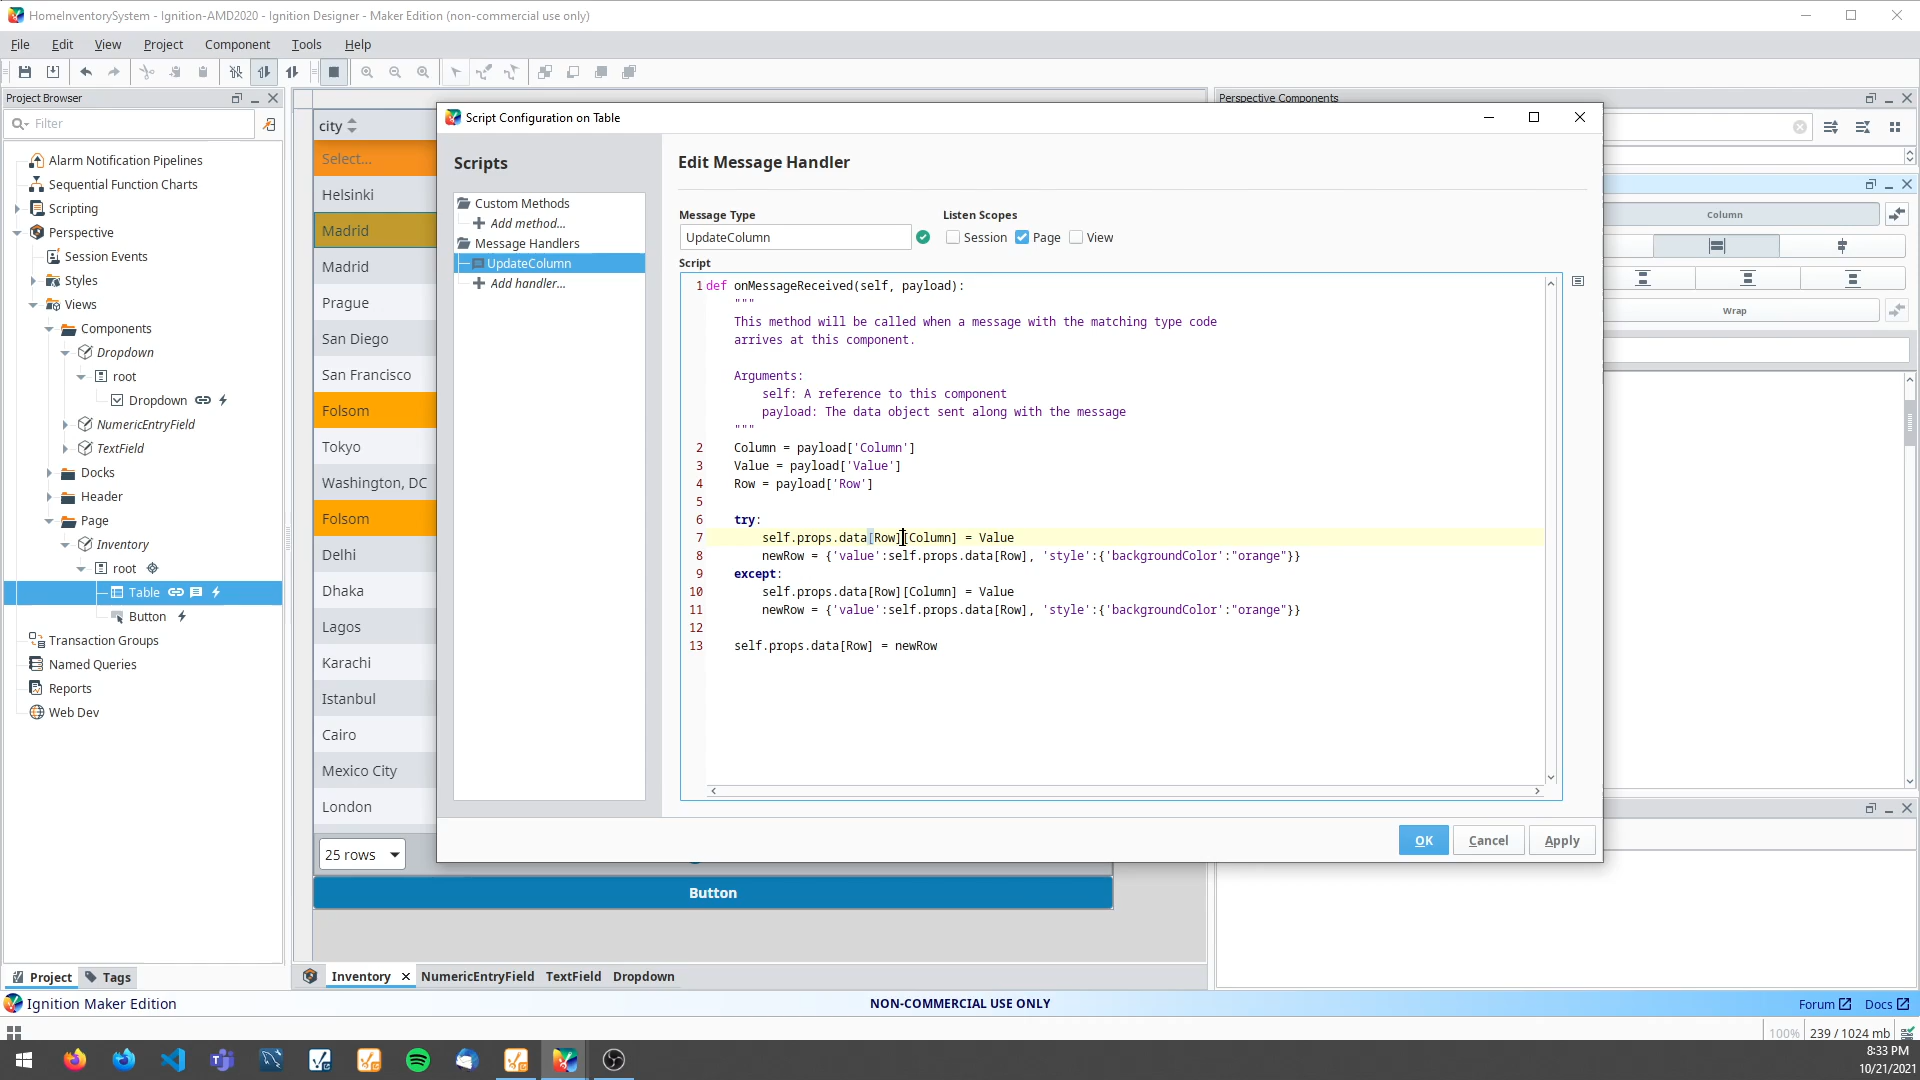 HomeInventorySystem - Ignition-AMD2020 - Ignition Designer - Maker Edition (non-commercial use only)
File Edit View Project Component Tools Help
Project Browser
Filter
Alarm Notification Pipelines
Sequential Function Charts
Scripting
Perspective
Session Events
Styles
Views
Components
Dropdown
root
Dropdown
NumericEntryField
TextField
Docks
Header
Page
Inventory
root
Table
Button
Transaction Groups
Named Queries
Reports
Web Dev
Project Tags
city
Select...
Helsinki
Madrid
Madrid
Prague
San Diego
San Francisco
Folsom
Tokyo
Washington, DC
Folsom
Delhi
Dhaka
Lagos
Karachi
Istanbul
Cairo
Mexico City
London
25 rows
Button
Inventory NumericEntryField TextField Dropdown
Script Configuration on Table
Scripts
Custom Methods
Add method...
Message Handlers
UpdateColumn
Add handler...
Edit Message Handler
Message Type Listen Scopes
UpdateColumn Session Page View
Script
1 def onMessageReceived(self, payload):
"""
This method will be called when a message with the matching type code
arrives at this component.
Arguments:
self: A reference to this component
payload: The data object sent along with the message
"""
2 Column = payload['Column']
3 Value = payload['Value']
4 Row = payload['Row']
5
6 try:
7 self.props.data[Row][Column] = Value
8 newRow = {'value':self.props.data[Row], 'style':{'backgroundColor':"orange"}}
9 except:
10 self.props.data[Row][Column] = Value
11 newRow = {'value':self.props.data[Row], 'style':{'backgroundColor':"orange"}}
12
13 self.props.data[Row] = newRow
OK Cancel Apply
Perspective Components
Column
Wrap
Ignition Maker Edition NON-COMMERCIAL USE ONLY Forum Docs
100% 239 / 1024 mb
8:33 PM
10/21/2021